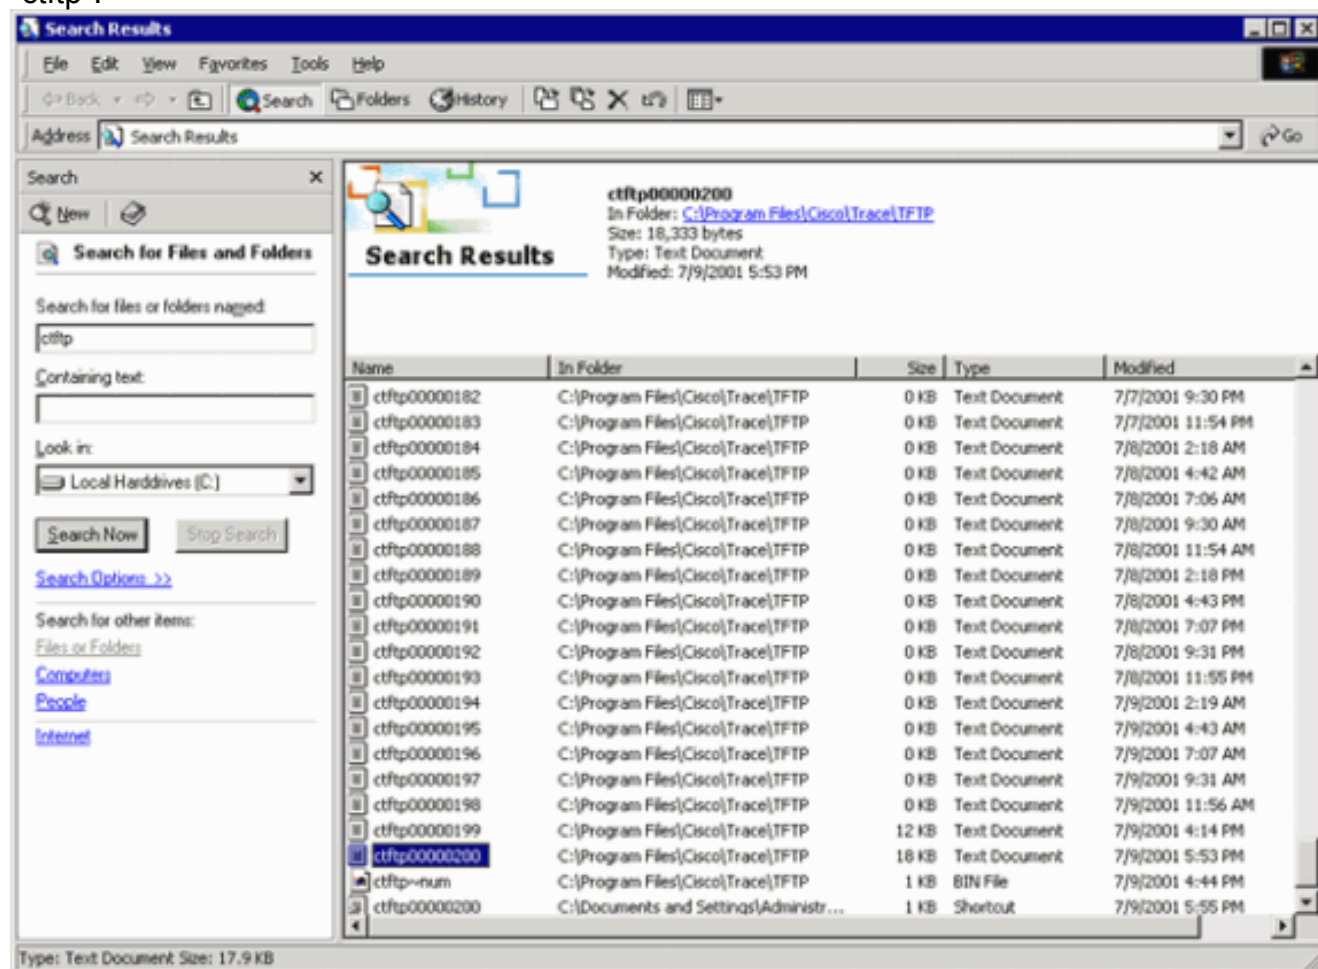 Search Results
File Edit View Favorites Tools Help
Back Search Folders History
Address Search Results Go
Search
New
Search for Files and Folders
Search for files or folders named:
ctftp
Containing text:
Look in:
Local Harddrives (C:)
Search Now Stop Search
Search Options >>
Search for other items:
Files or Folders
Computers
People
Internet
Search Results
ctftp00000200
In Folder: C:\Program Files\Cisco\Trace\TFTP
Size: 18,333 bytes
Type: Text Document
Modified: 7/9/2001 5:53 PM
Name In Folder Size Type Modified
ctftp00000182 C:\Program Files\Cisco\Trace\TFTP 0 KB Text Document 7/7/2001 9:30 PM
ctftp00000183 C:\Program Files\Cisco\Trace\TFTP 0 KB Text Document 7/7/2001 11:54 PM
ctftp00000184 C:\Program Files\Cisco\Trace\TFTP 0 KB Text Document 7/8/2001 2:18 AM
ctftp00000185 C:\Program Files\Cisco\Trace\TFTP 0 KB Text Document 7/8/2001 4:42 AM
ctftp00000186 C:\Program Files\Cisco\Trace\TFTP 0 KB Text Document 7/8/2001 7:06 AM
ctftp00000187 C:\Program Files\Cisco\Trace\TFTP 0 KB Text Document 7/8/2001 9:30 AM
ctftp00000188 C:\Program Files\Cisco\Trace\TFTP 0 KB Text Document 7/8/2001 11:54 AM
ctftp00000189 C:\Program Files\Cisco\Trace\TFTP 0 KB Text Document 7/8/2001 2:18 PM
ctftp00000190 C:\Program Files\Cisco\Trace\TFTP 0 KB Text Document 7/8/2001 4:43 PM
ctftp00000191 C:\Program Files\Cisco\Trace\TFTP 0 KB Text Document 7/8/2001 7:07 PM
ctftp00000192 C:\Program Files\Cisco\Trace\TFTP 0 KB Text Document 7/8/2001 9:31 PM
ctftp00000193 C:\Program Files\Cisco\Trace\TFTP 0 KB Text Document 7/8/2001 11:55 PM
ctftp00000194 C:\Program Files\Cisco\Trace\TFTP 0 KB Text Document 7/9/2001 2:19 AM
ctftp00000195 C:\Program Files\Cisco\Trace\TFTP 0 KB Text Document 7/9/2001 4:43 AM
ctftp00000196 C:\Program Files\Cisco\Trace\TFTP 0 KB Text Document 7/9/2001 7:07 AM
ctftp00000197 C:\Program Files\Cisco\Trace\TFTP 0 KB Text Document 7/9/2001 9:31 AM
ctftp00000198 C:\Program Files\Cisco\Trace\TFTP 0 KB Text Document 7/9/2001 11:56 AM
ctftp00000199 C:\Program Files\Cisco\Trace\TFTP 12 KB Text Document 7/9/2001 4:14 PM
ctftp00000200 C:\Program Files\Cisco\Trace\TFTP 18 KB Text Document 7/9/2001 5:53 PM
ctftp~num C:\Program Files\Cisco\Trace\TFTP 1 KB BIN File 7/9/2001 4:44 PM
ctftp00000200 C:\Documents and Settings\Administr... 1 KB Shortcut 7/9/2001 5:55 PM
Type: Text Document Size: 17.9 KB